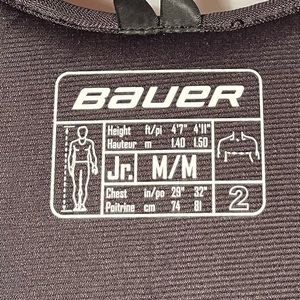 BAUER
Height ft/pi 4'7" 4'11"
Hauteur m 1.40 1.50
Jr. M/M
Chest in/po 29" 32"
Poitrine cm 74 81
2